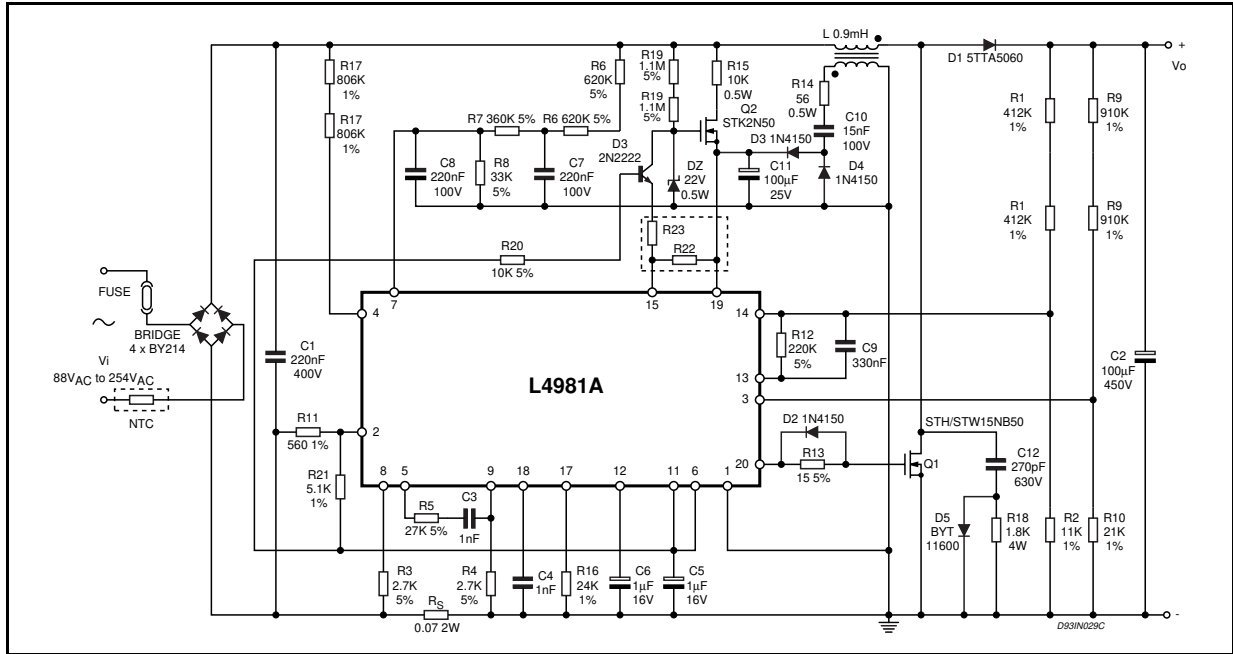 L 0.9mH
R17
806K
1%
R17
806K
1%
R6
620K
5%
R19
1.1M
5%
R19
1.1M
5%
R15
10K
0.5W
Q2
STK2N50
R14
56
0.5W
C10
15nF
100V
D1 5TTA5060
+
Vo
R1
412K
1%
R9
910K
1%
R7 360K 5%
R6 620K 5%
D3
2N2222
D3 1N4150
C8
220nF
100V
R8
33K
5%
C7
220nF
100V
DZ
22V
0.5W
C11
100µF
25V
D4
1N4150
R1
412K
1%
R9
910K
1%
R23
R22
R20
10K 5%
FUSE
BRIDGE
4 x BY214
Vi
88VAC to 254VAC
NTC
C1
220nF
400V
7
15
19
4
14
L4981A
R12
220K
5%
C9
330nF
13
3
C2
100µF
450V
R11
560 1%
2
D2 1N4150
R13
15 5%
20
STH/STW15NB50
Q1
C12
270pF
630V
R21
5.1K
1%
8
5
9
18
17
12
11
6
1
R5
27K 5%
C3
1nF
D5
BYT
11600
R18
1.8K
4W
R2
11K
1%
R10
21K
1%
R3
2.7K
5%
R4
2.7K
5%
C4
1nF
R16
24K
1%
C6
1µF
16V
C5
1µF
16V
RS
0.07 2W
-
D93IN029C